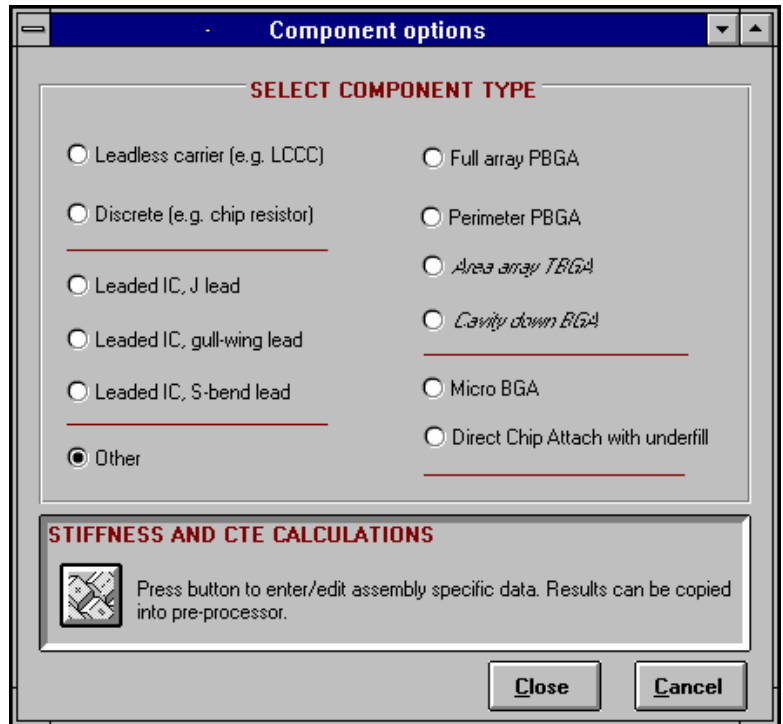 Component options
SELECT COMPONENT TYPE
Leadless carrier (e.g. LCCC)
Discrete (e.g. chip resistor)
Leaded IC, J lead
Leaded IC, gull-wing lead
Leaded IC, S-bend lead
Other
Full array PBGA
Perimeter PBGA
Area array TBGA
Cavity down BGA
Micro BGA
Direct Chip Attach with underfill
STIFFNESS AND CTE CALCULATIONS
Press button to enter/edit assembly specific data. Results can be copied
into pre-processor.
Close
Cancel